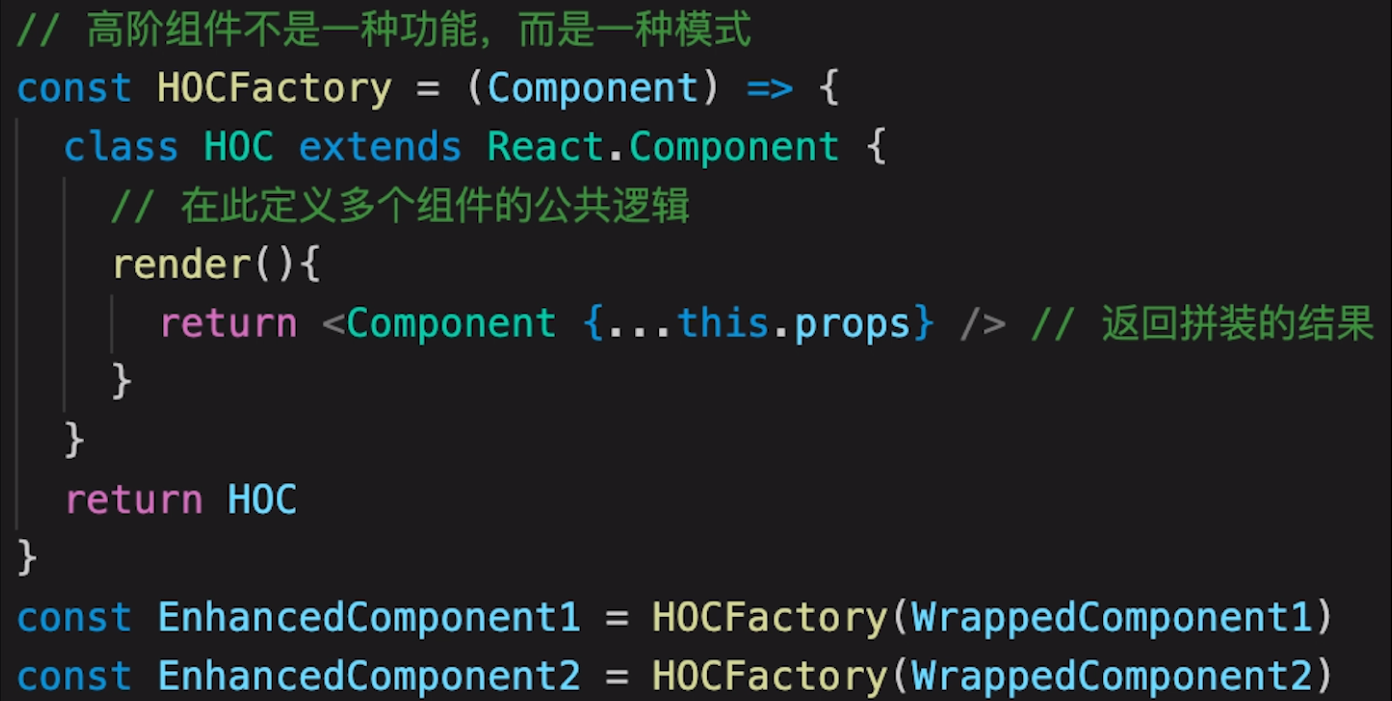 // 高阶组件不是一种功能，而是一种模式
const HOCFactory = (Component) => {
  class HOC extends React.Component {
    // 在此定义多个组件的公共逻辑
    render(){
      return <Component {...this.props} /> // 返回拼装的结果
    }
  }
  return HOC
}
const EnhancedComponent1 = HOCFactory(WrappedComponent1)
const EnhancedComponent2 = HOCFactory(WrappedComponent2)